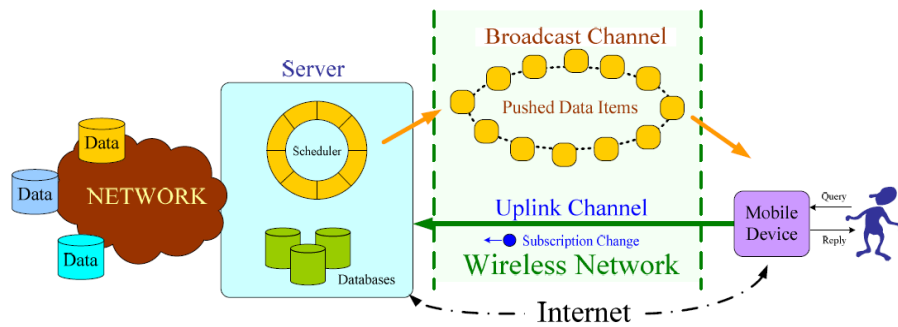 Broadcast Channel
Server
Pushed Data Items
Data
Scheduler
Data
NETWORK
Uplink Channel
Query
Mobile
Device
Reply
Subscription Change
Data
Wireless Network
Databases
Internet